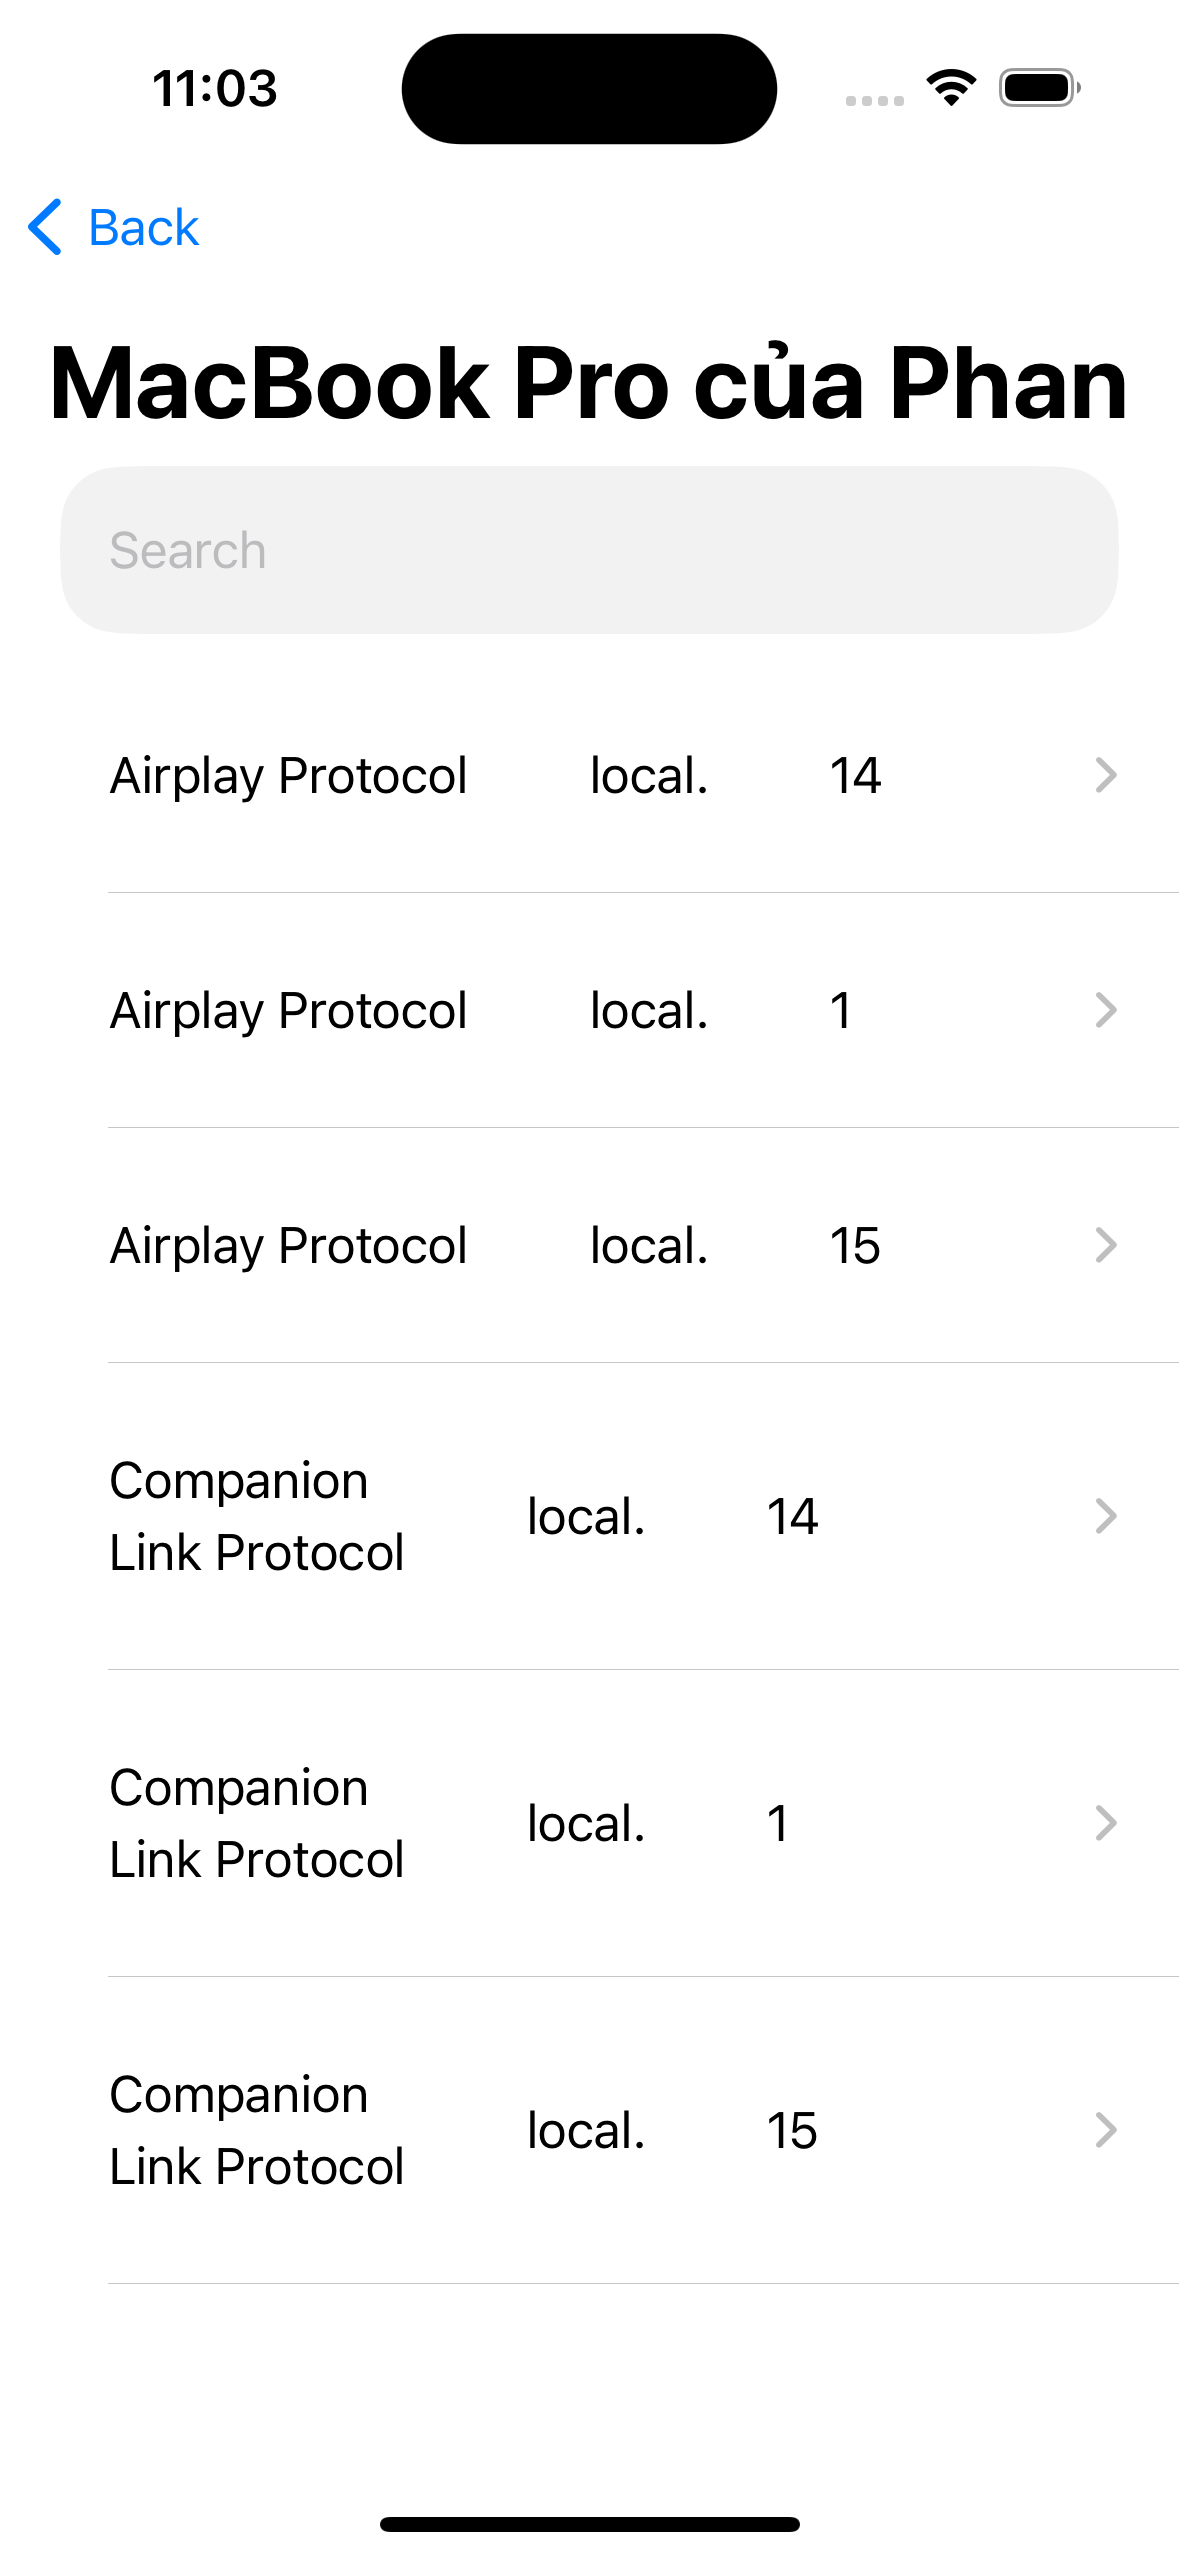 11:03
Back
MacBook Pro của Phan
Search
Airplay Protocol local. 14
Airplay Protocol local. 1
Airplay Protocol local. 15
Companion
Link Protocol local. 14
Companion
Link Protocol local. 1
Companion
Link Protocol local. 15